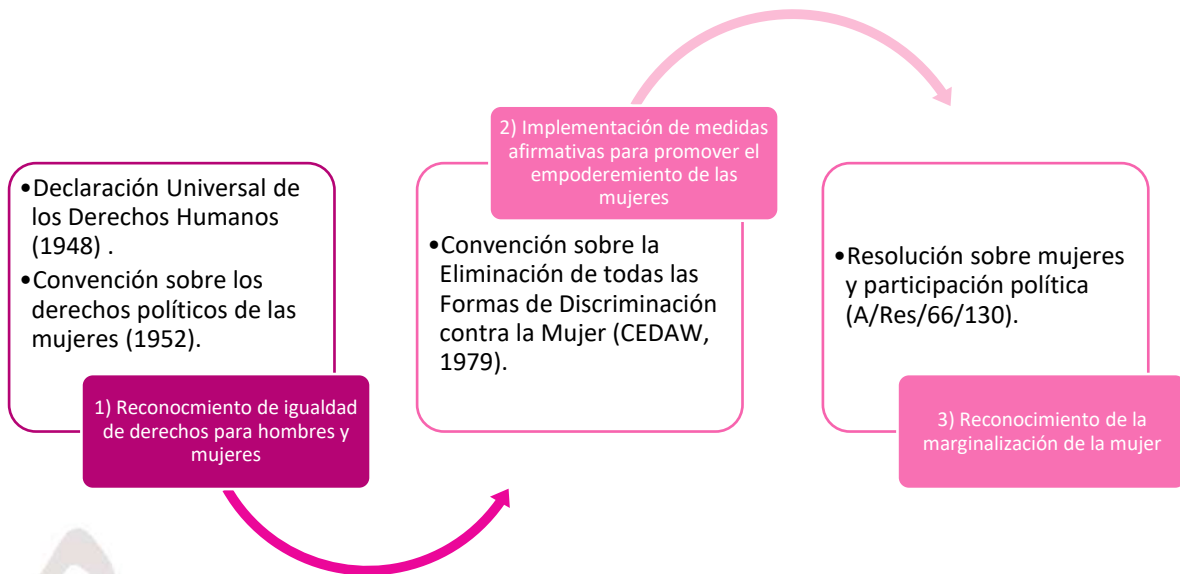 •Declaración Universal de
los Derechos Humanos
(1948) .
•Convención sobre los
derechos políticos de las
mujeres (1952).
1) Reconocmiento de igualdad
de derechos para hombres y
mujeres
2) Implementación de medidas
afirmativas para promover el
empoderemiento de las
mujeres
•Convención sobre la
Eliminación de todas las
Formas de Discriminación
contra la Mujer (CEDAW,
1979).
•Resolución sobre mujeres
y participación política
(A/Res/66/130).
3) Reconocimiento de la
marginalización de la mujer